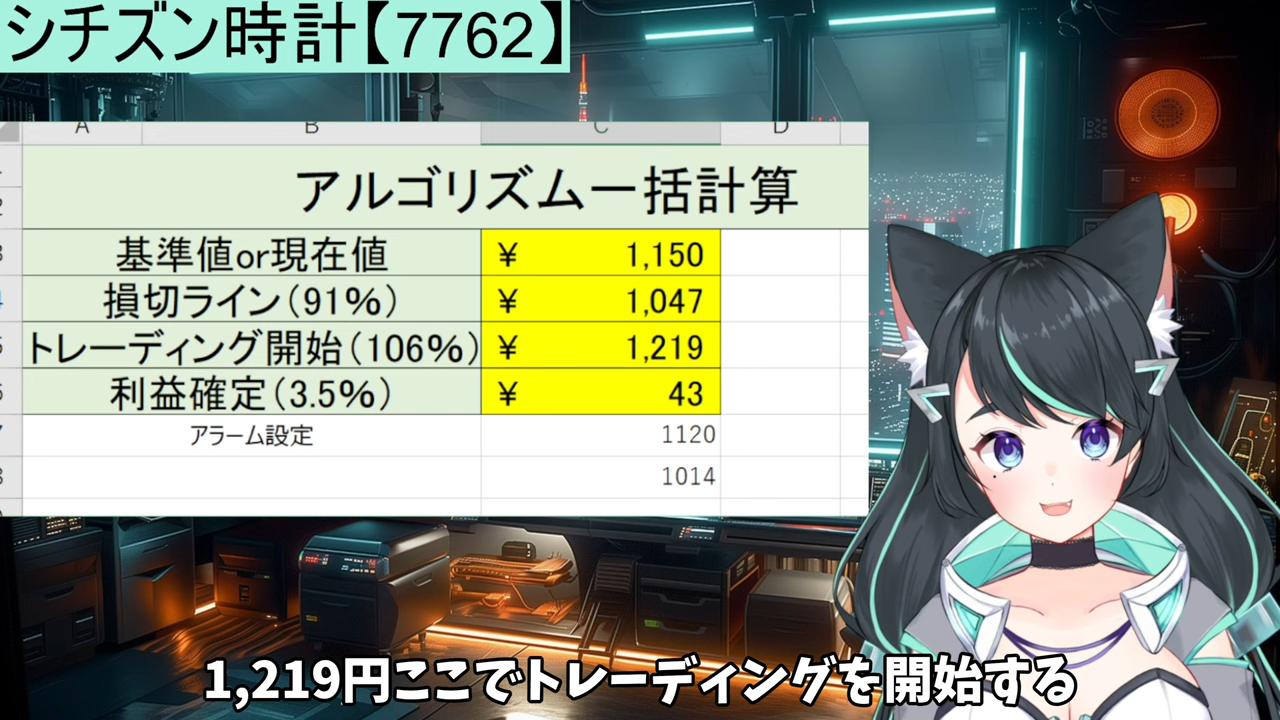 シチズン時計【7762】
A B C D
アルゴリズム一括計算
基準値or現在値 ¥ 1,150
損切ライン(91%) ¥ 1,047
トレーディング開始(106%) ¥ 1,219
利益確定(3.5%) ¥ 43
アラーム設定 1120
1014
1,219円ここでトレーディングを開始する